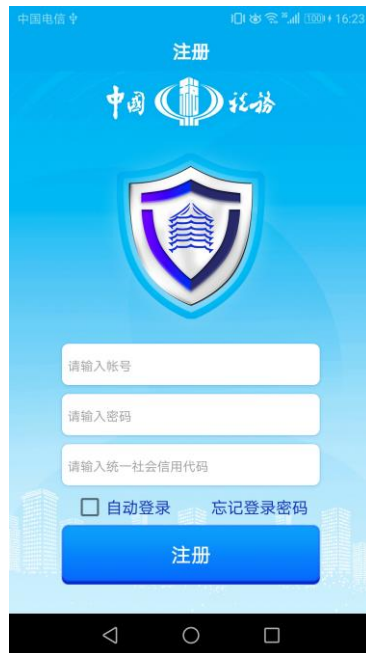 中国电信 100 16:23
注册
中國 税务
请输入帐号
请输入密码
请输入统一社会信用代码
自动登录 忘记登录密码
注册